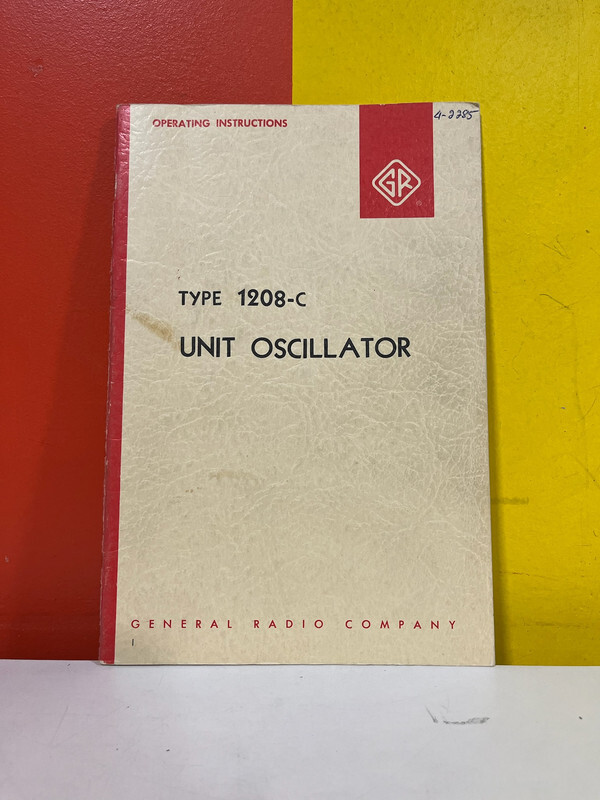 OPERATING INSTRUCTIONS
4-2285
GR
TYPE 1208-C
UNIT OSCILLATOR
GENERAL RADIO COMPANY
I